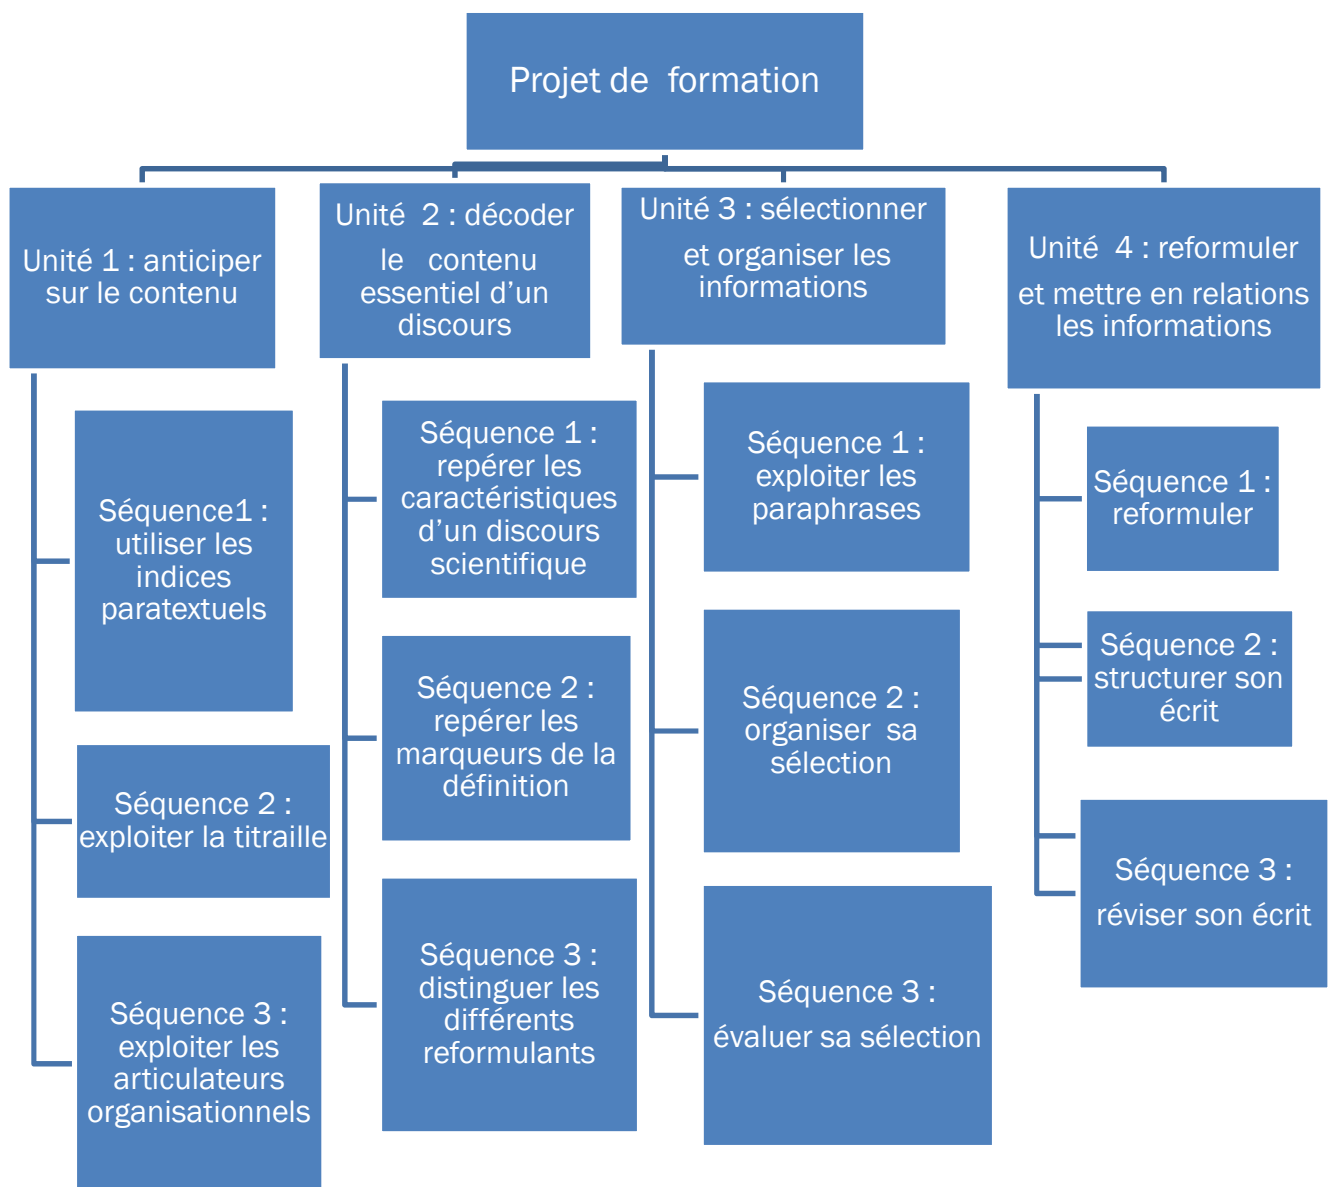 Projet de  formation
Unité 1 : anticiper
sur le contenu
Séquence1 :
utiliser les
indices
paratextuels
Séquence 2 :
exploiter la titraille
Séquence 3 :
exploiter les
articulateurs
organisationnels
Unité  2 : décoder
le  contenu
essentiel d’un
discours
Séquence 1 :
repérer les
caractéristiques
d’un discours
scientifique
Séquence 2 :
repérer les
marqueurs de la
définition
Séquence 3 :
distinguer les
différents
reformulants
Unité 3 : sélectionner
et organiser les
informations
Séquence 1 :
exploiter les
paraphrases
Séquence 2 :
organiser  sa
sélection
Séquence 3 :
évaluer sa sélection
Unité  4 : reformuler
et mettre en relations
les informations
Séquence 1 :
reformuler
Séquence 2 :
structurer son
écrit
Séquence 3 :
réviser son écrit